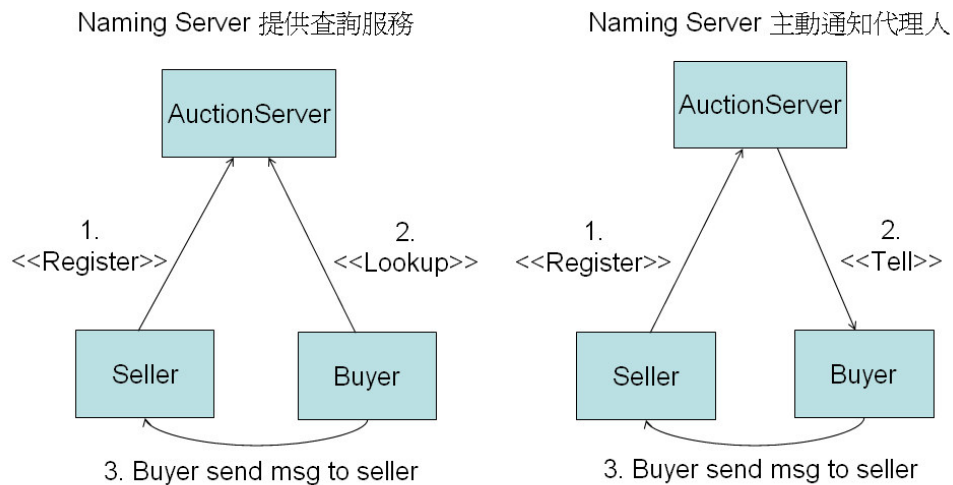 Naming Server 提供查詢服務
AuctionServer
1.
<<Register>>
2.
<<Lookup>>
Seller
Buyer
3. Buyer send msg to seller
Naming Server 主動通知代理人
AuctionServer
1.
<<Register>>
2.
<<Tell>>
Seller
Buyer
3. Buyer send msg to seller